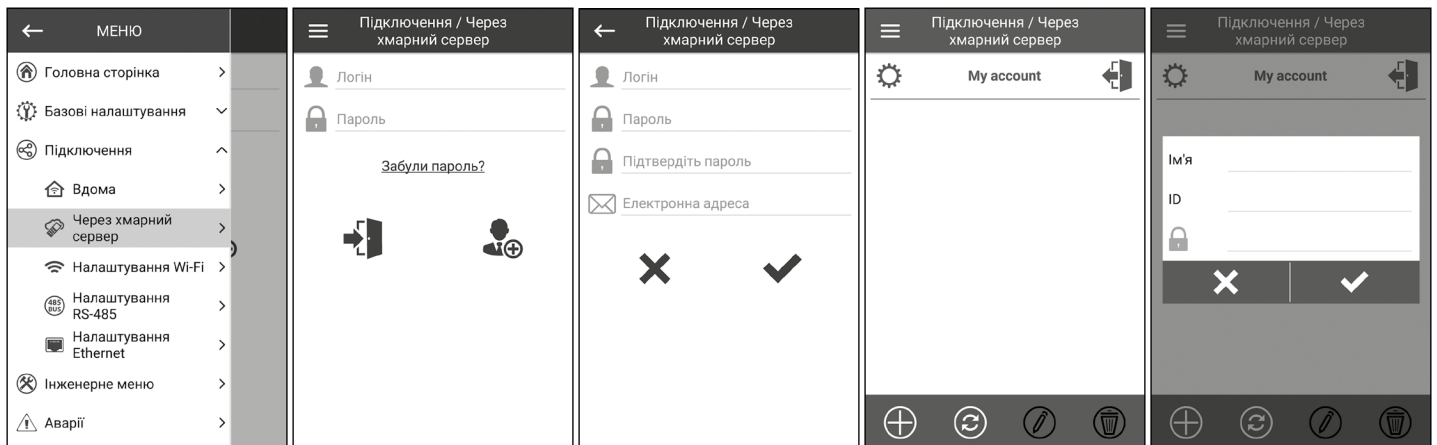 МЕНЮ
Головна сторінка
Базові налаштування
Підключення
Вдома
Через хмарний
сервер
Налаштування Wi-Fi
485
BUS
Налаштування
RS-485
Налаштування
Ethernet
Інженерне меню
Аварії
Підключення / Через
хмарний сервер
Логін
Пароль
Забули пароль?
Підключення / Через
хмарний сервер
Логін
Пароль
Підтвердіть пароль
Електронна адреса
Підключення / Через
хмарний сервер
My account
Підключення / Через
хмарний сервер
My account
Ім'я
ID